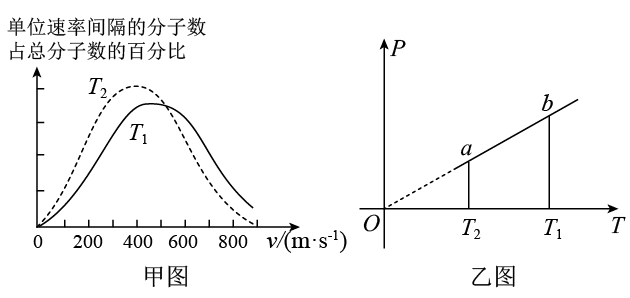 单位速率间隔的分子数
占总分子数的百分比
T₂
T₁
0 200 400 600 800 v/(m·s⁻¹)
甲图
P
b
a
O T₂ T₁ T
乙图